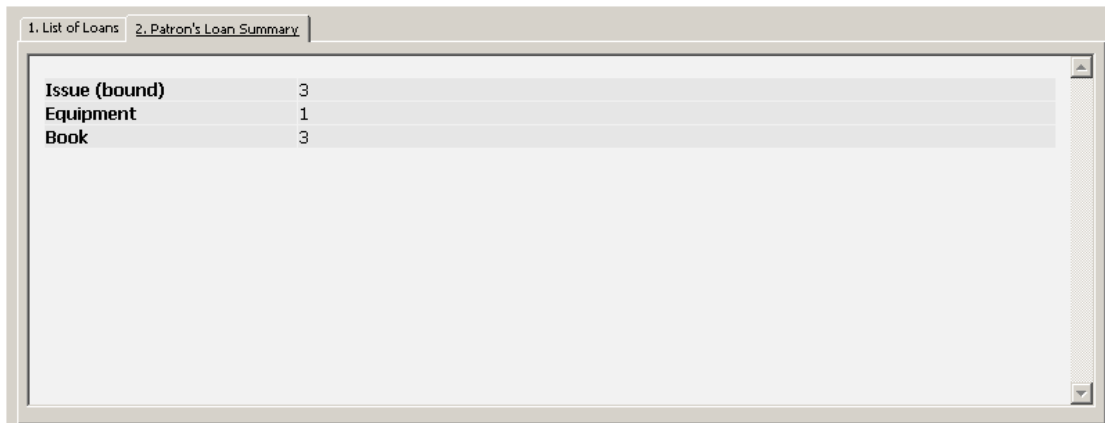 1. List of Loans 2. Patron's Loan Summary
Issue (bound) 3
Equipment 1
Book 3